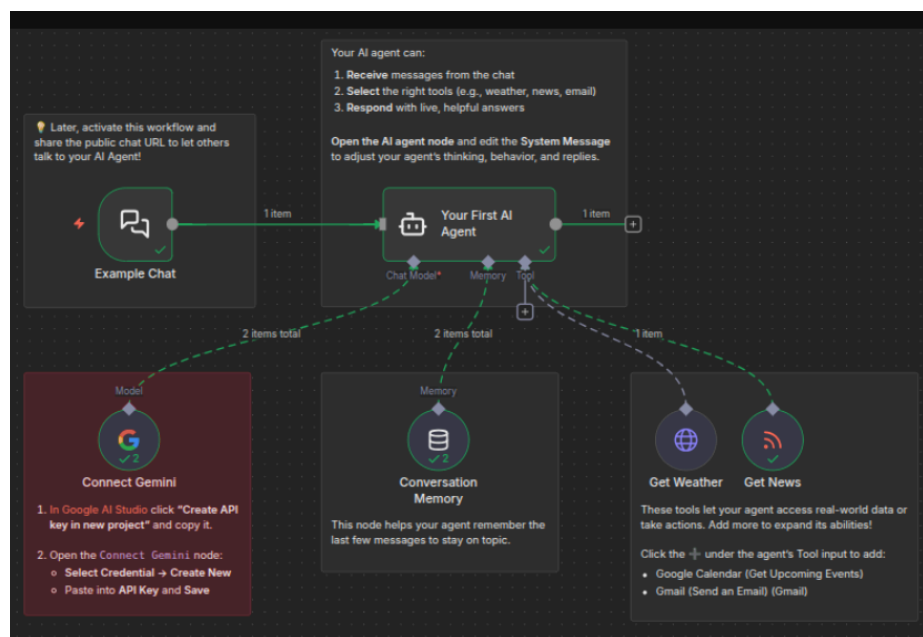 Your AI agent can:
1. Receive messages from the chat
2. Select the right tools (e.g., weather, news, email)
3. Respond with live, helpful answers
Open the AI agent node and edit the System Message
to adjust your agent's thinking, behavior, and replies.
💡 Later, activate this workflow and
share the public chat URL to let others
talk to your AI Agent!
1 item
Your First AI
Agent
1 item
Example Chat
Chat Model*
Memory
Tool
2 items total
2 items total
1 item
Model
2
Connect Gemini
1. In Google AI Studio click "Create API
key in new project" and copy it.
2. Open the Connect Gemini node:
Select Credential → Create New
Paste into API Key and Save
Memory
2
Conversation
Memory
This node helps your agent remember the
last few messages to stay on topic.
Get Weather
Get News
These tools let your agent access real-world data or
take actions. Add more to expand its abilities!
Click the ➕ under the agent's Tool input to add:
• Google Calendar (Get Upcoming Events)
• Gmail (Send an Email) (Gmail)